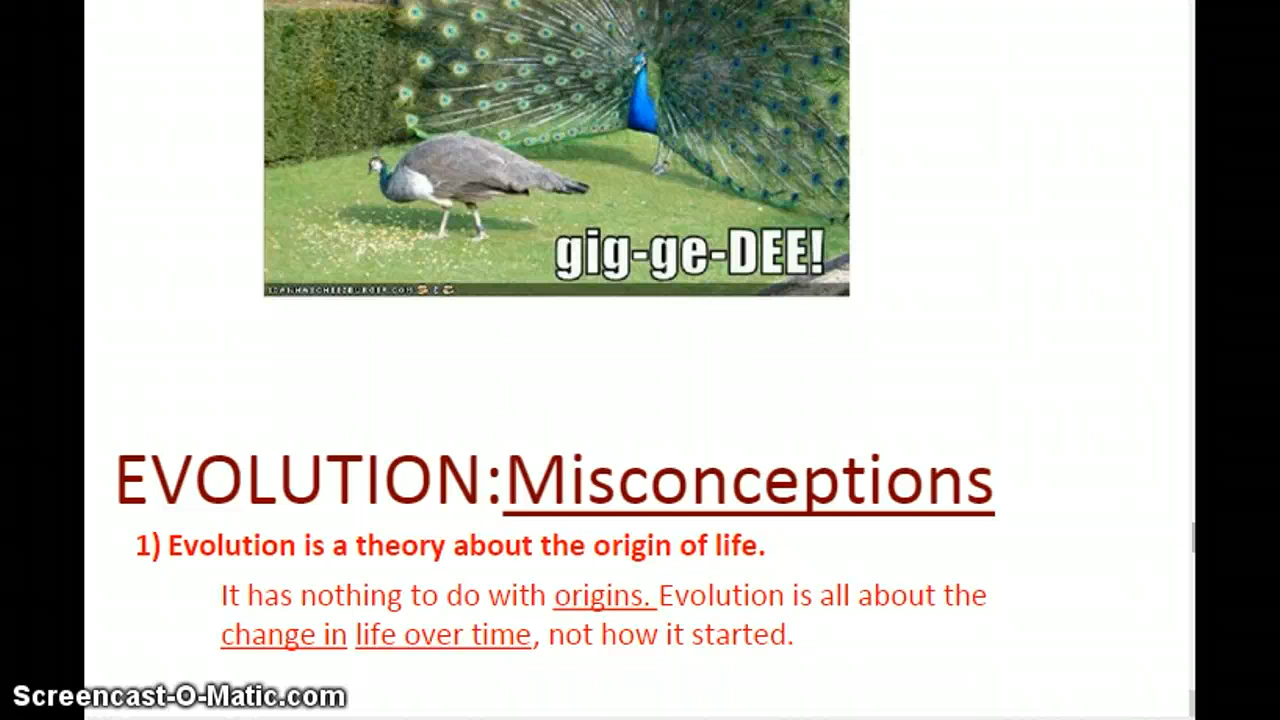 gig-ge-DEE!
ICANHASCHEEZBURGER.COM
EVOLUTION:Misconceptions
1) Evolution is a theory about the origin of life.
It has nothing to do with origins. Evolution is all about the
change in life over time, not how it started.
Screencast-O-Matic.com